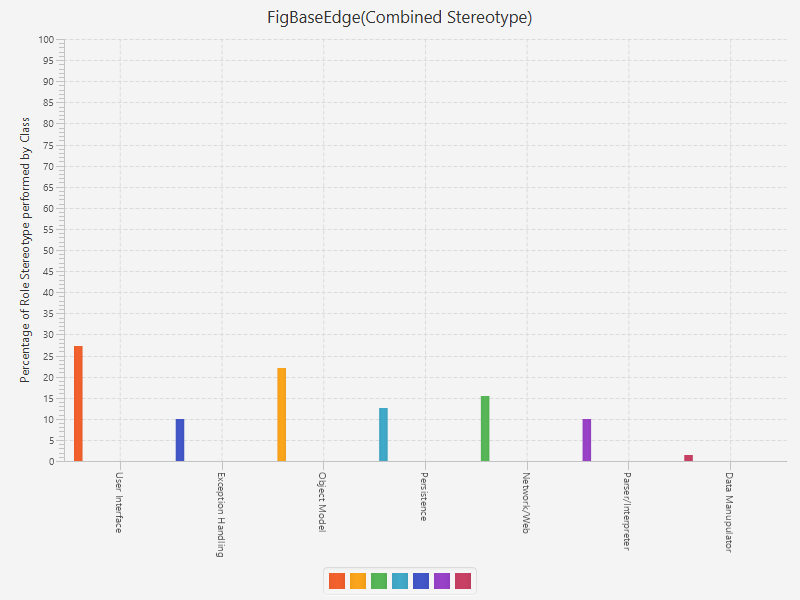 FigBaseEdge(Combined Stereotype)
Percentage of Role Stereotype performed by Class
100
95
90
85
80
75
70
65
60
55
50
45
40
35
30
25
20
15
10
5
0
User Interface
Exception Handling
Object Model
Persistence
Network/Web
Parser/Interpreter
Data Manupulator